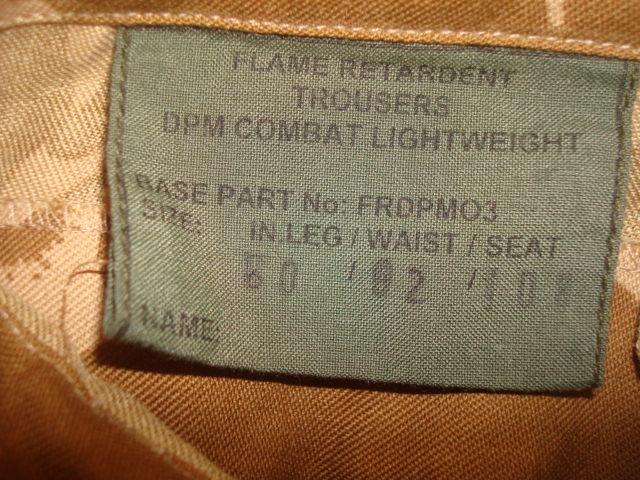 FLAME RETARDENT
TROUSERS
DPM COMBAT LIGHTWEIGHT
BASE PART No: FRDPMO3
SIZE: IN.LEG / WAIST / SEAT
/ /
NAME: